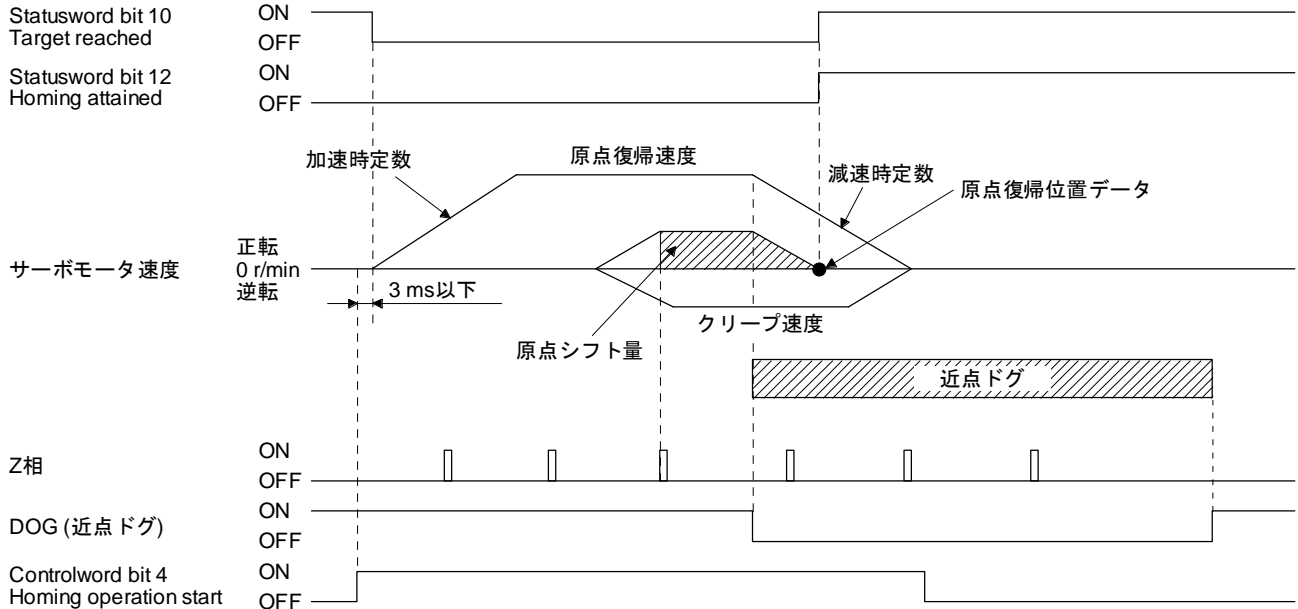 Statusword bit 10
Target reached
ON
OFF
Statusword bit 12
Homing attained
ON
OFF
加速時定数
原点復帰速度
減速時定数
原点復帰位置データ
サーボモータ速度
正転
0 r/min
逆転
3 ms以下
クリープ速度
原点シフト量
近点ドグ
Z相
ON
OFF
DOG (近点ドグ)
ON
OFF
Controlword bit 4
Homing operation start
ON
OFF